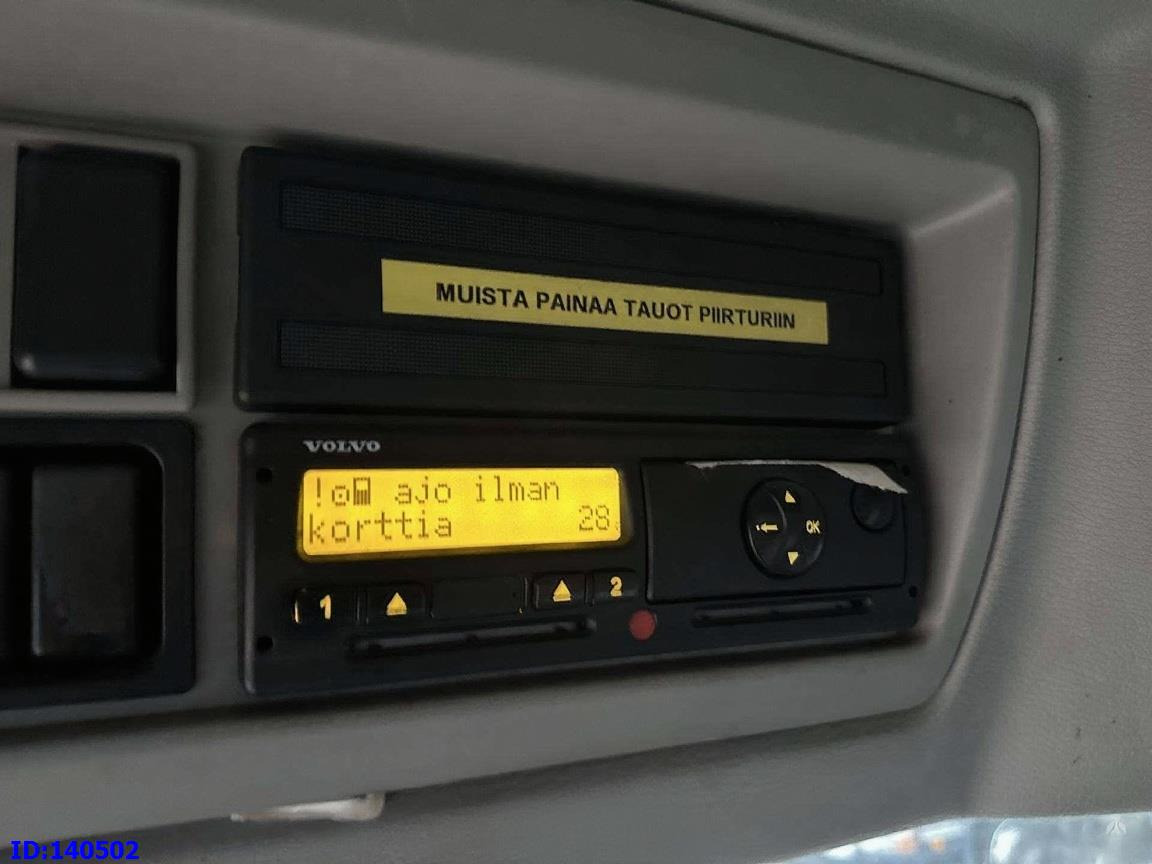 MUISTA PAINAA TAUOT PIIRTURIIN
VOLVO
! ajo ilman
korttia 28
1 2
OK
ID:140502